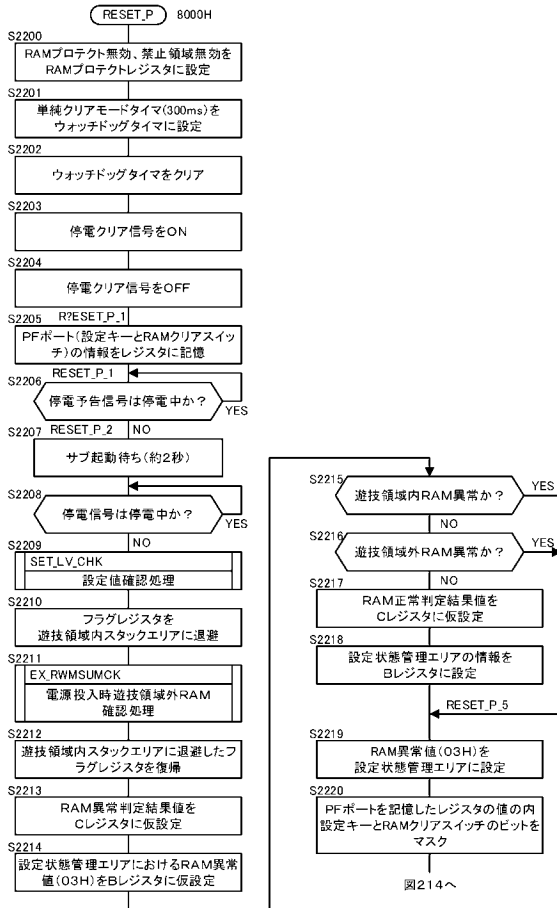 RESET_P
8000H
S2200
RAMプロテクト無効、禁止領域無効を
RAMプロテクトレジスタに設定
S2201
単純クリアモードタイマ(300ms)を
ウォッチドッグタイマに設定
S2202
ウォッチドッグタイマをクリア
S2203
停電クリア信号をON
S2204
停電クリア信号をOFF
S2205
R?ESET_P_1
PFポート(設定キーとRAMクリアスイッ
チ)の情報をレジスタに記憶
S2206
RESET_P_1
停電予告信号は停電中か?
YES
S2207
RESET_P_2
NO
サブ起動待ち(約2秒)
S2208
停電信号は停電中か?
YES
S2209
NO
SET_LV_CHK
設定値確認処理
S2210
フラグレジスタを
遊技領域内スタックエリアに退避
S2211
EX_RWMSUMCK
電源投入時遊技領域外RAM
確認処理
S2212
遊技領域内スタックエリアに退避したフ
ラグレジスタを復帰
S2213
RAM異常判定結果値を
Cレジスタに仮設定
S2214
設定状態管理エリアにおけるRAM異常
値(03H)をBレジスタに仮設定
S2215
遊技領域内RAM異常か?
YES
NO
S2216
遊技領域外RAM異常か?
YES
NO
S2217
RAM正常判定結果値を
Cレジスタに仮設定
S2218
設定状態管理エリアの情報を
Bレジスタに設定
RESET_P_5
S2219
RAM異常値(03H)を
設定状態管理エリアに設定
S2220
PFポートを記憶したレジスタの値の内
設定キーとRAMクリアスイッチのビットを
マスク
図214へ